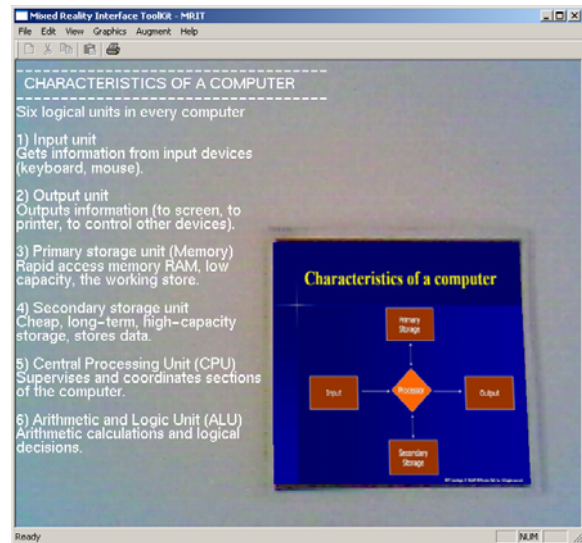 Mixed Reality Interface ToolKit - MRIT
File Edit View Graphics Augment Help
CHARACTERISTICS OF A COMPUTER
Six logical units in every computer
1) Input unit
Gets information from input devices
(keyboard, mouse).
2) Output unit
Outputs information (to screen, to
printer, to control other devices).
3) Primary storage unit (Memory)
Rapid access memory RAM, low
capacity, the working store.
4) Secondary storage unit
Cheap, long-term, high-capacity
storage, stores data.
5) Central Processing Unit (CPU)
Supervises and coordinates sections
of the computer.
6) Arithmetic and Logic Unit (ALU)
Arithmetic calculations and logical
decisions.
Characteristics of a computer
Primary
Storage
Input
Processor
Output
Secondary
Storage
Ready
NUM